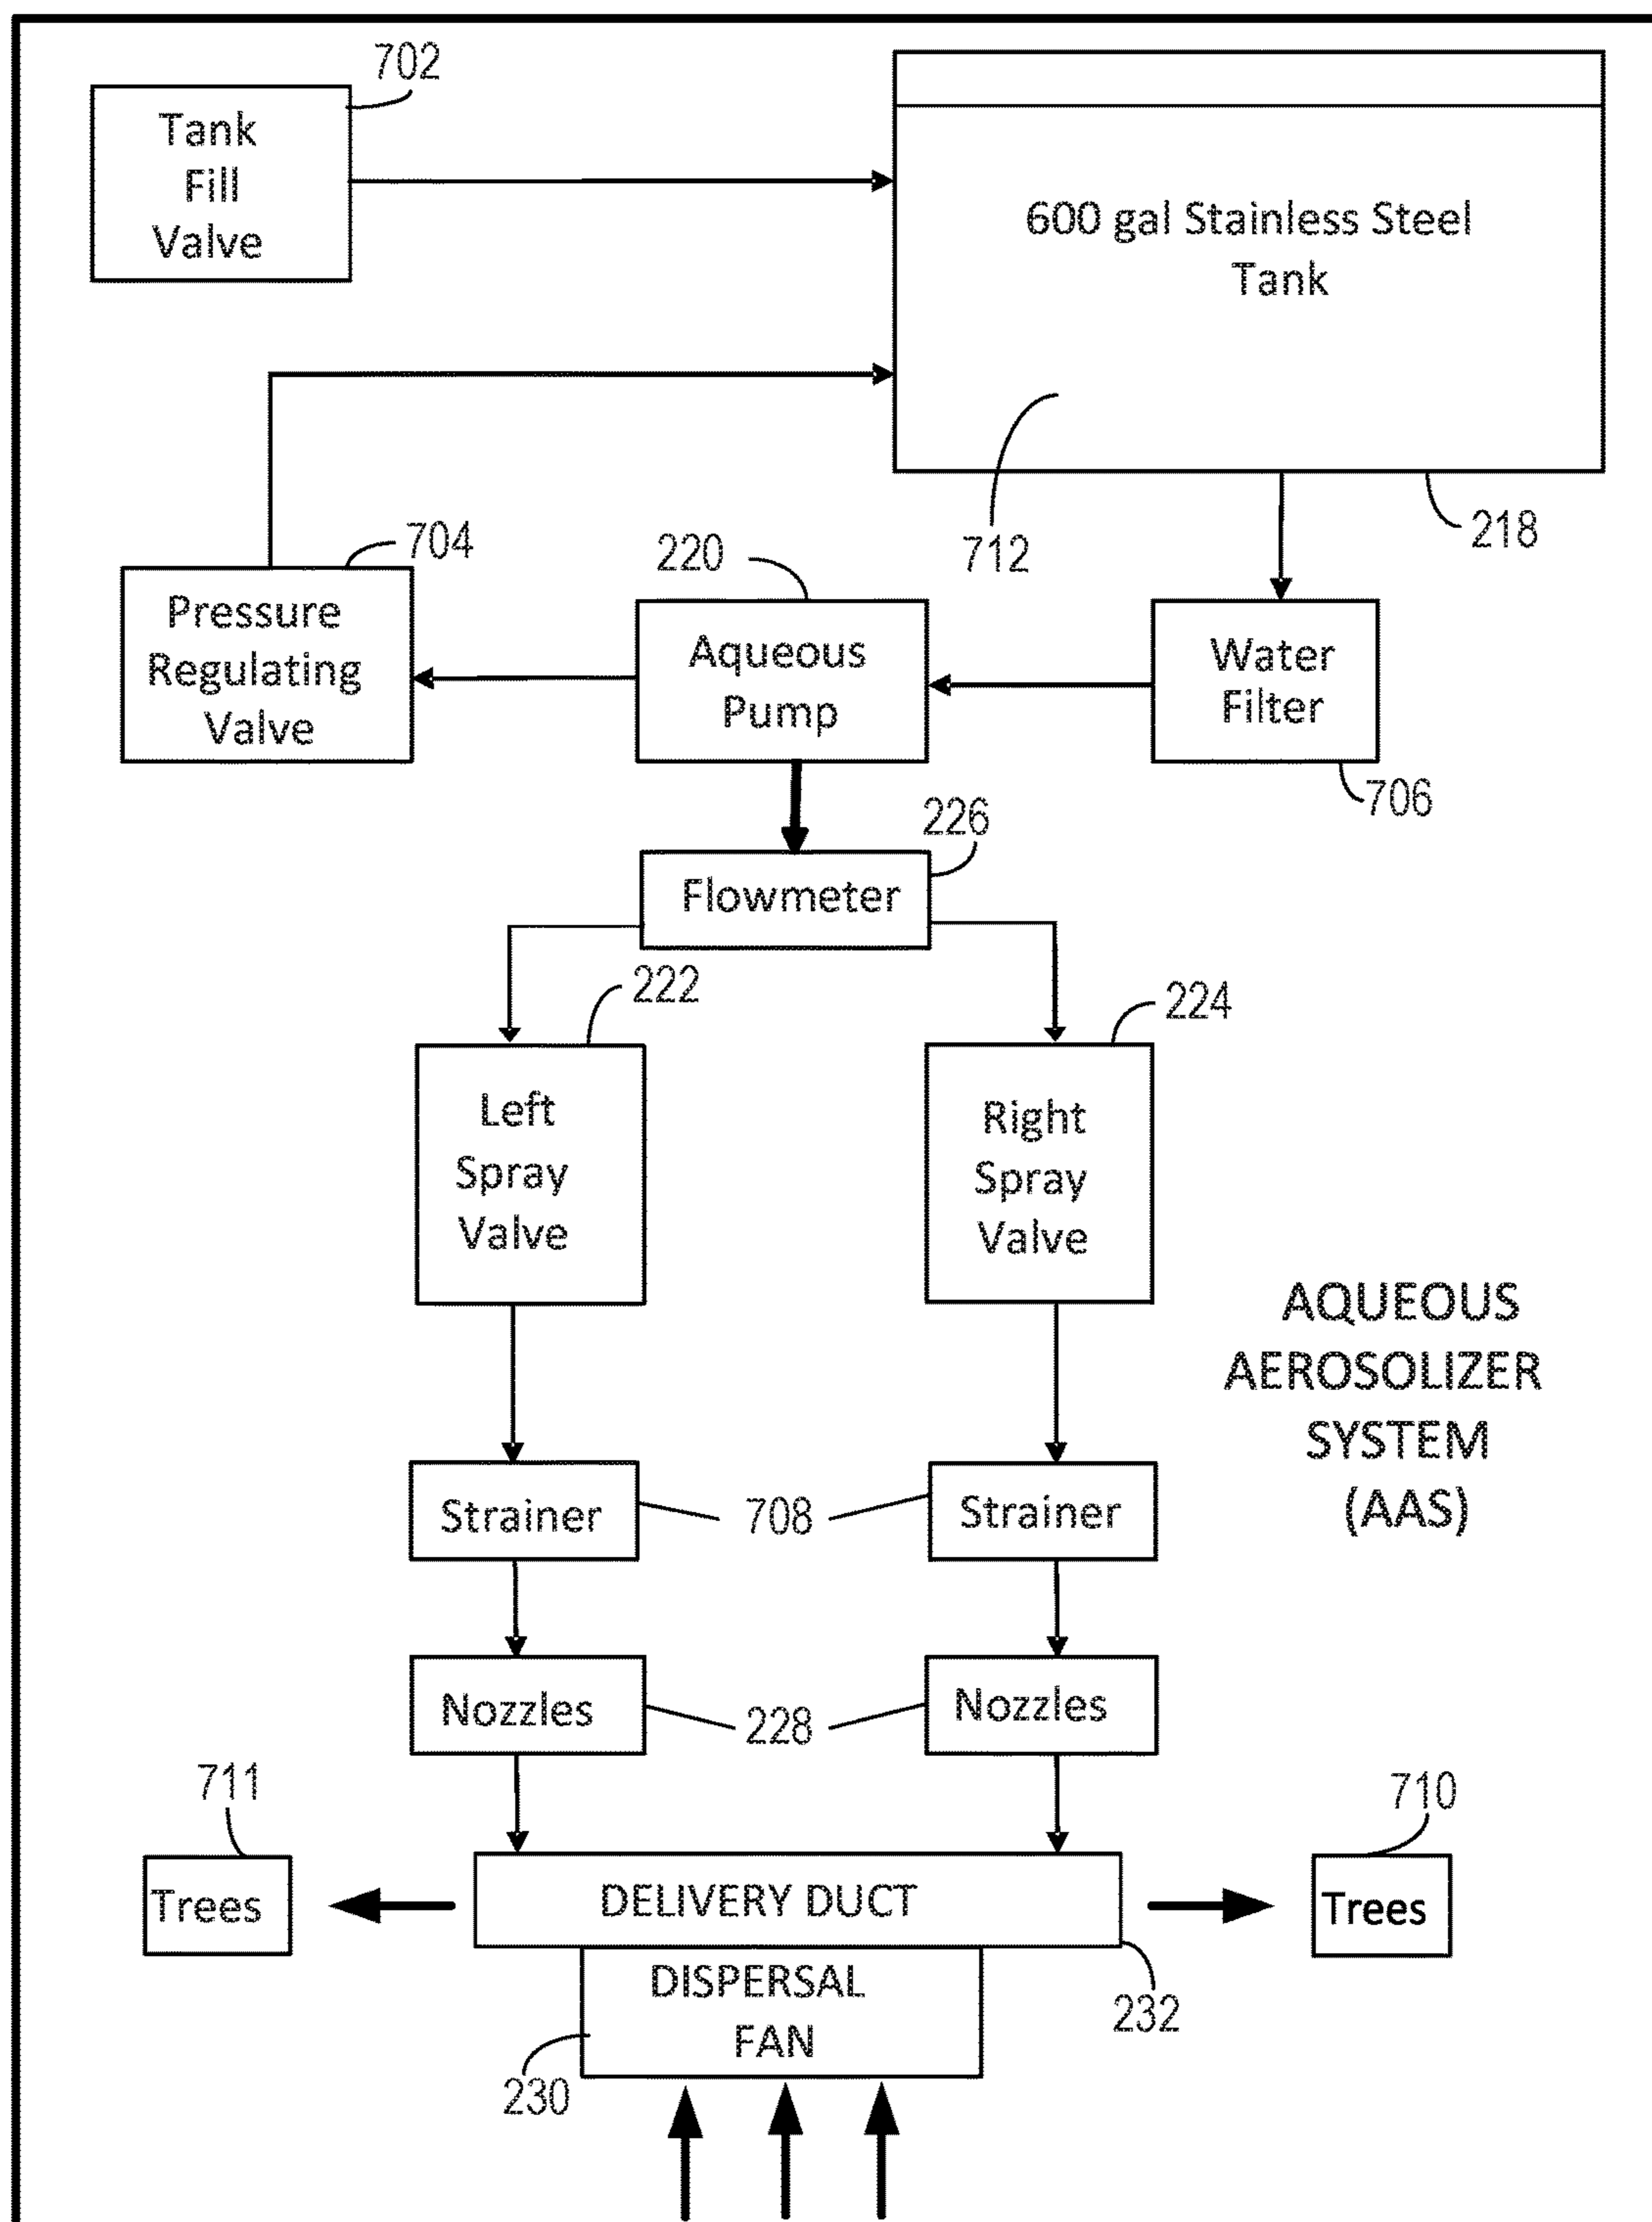 702
Tank
Fill
Valve
600 gal Stainless Steel
Tank
712
218
704
Pressure
Regulating
Valve
220
Aqueous
Pump
Water
Filter
706
226
Flowmeter
222
Left
Spray
Valve
224
Right
Spray
Valve
AQUEOUS
AEROSOLIZER
SYSTEM
(AAS)
Strainer
708
Strainer
Nozzles
228
Nozzles
711
Trees
DELIVERY DUCT
710
Trees
232
DISPERSAL
FAN
230